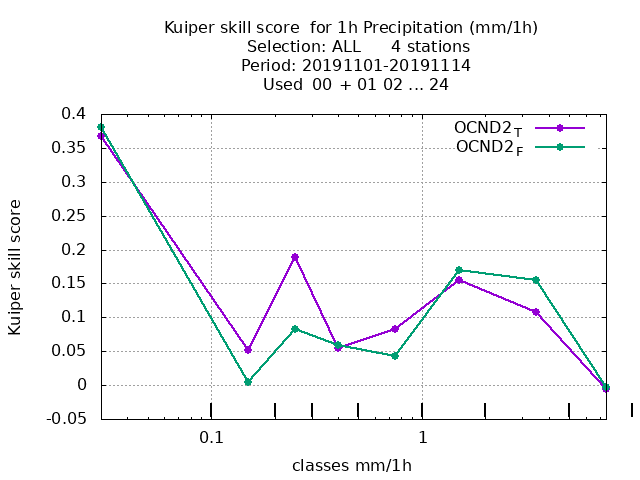 Kuiper skill score for 1h Precipitation (mm/1h)
Selection: ALL 4 stations
Period: 20191101-20191114
Used 00 + 01 02 ... 24
OCND2_T
OCND2_F
Kuiper skill score
0.4
0.35
0.3
0.25
0.2
0.15
0.1
0.05
0
-0.05
0.1 1
classes mm/1h